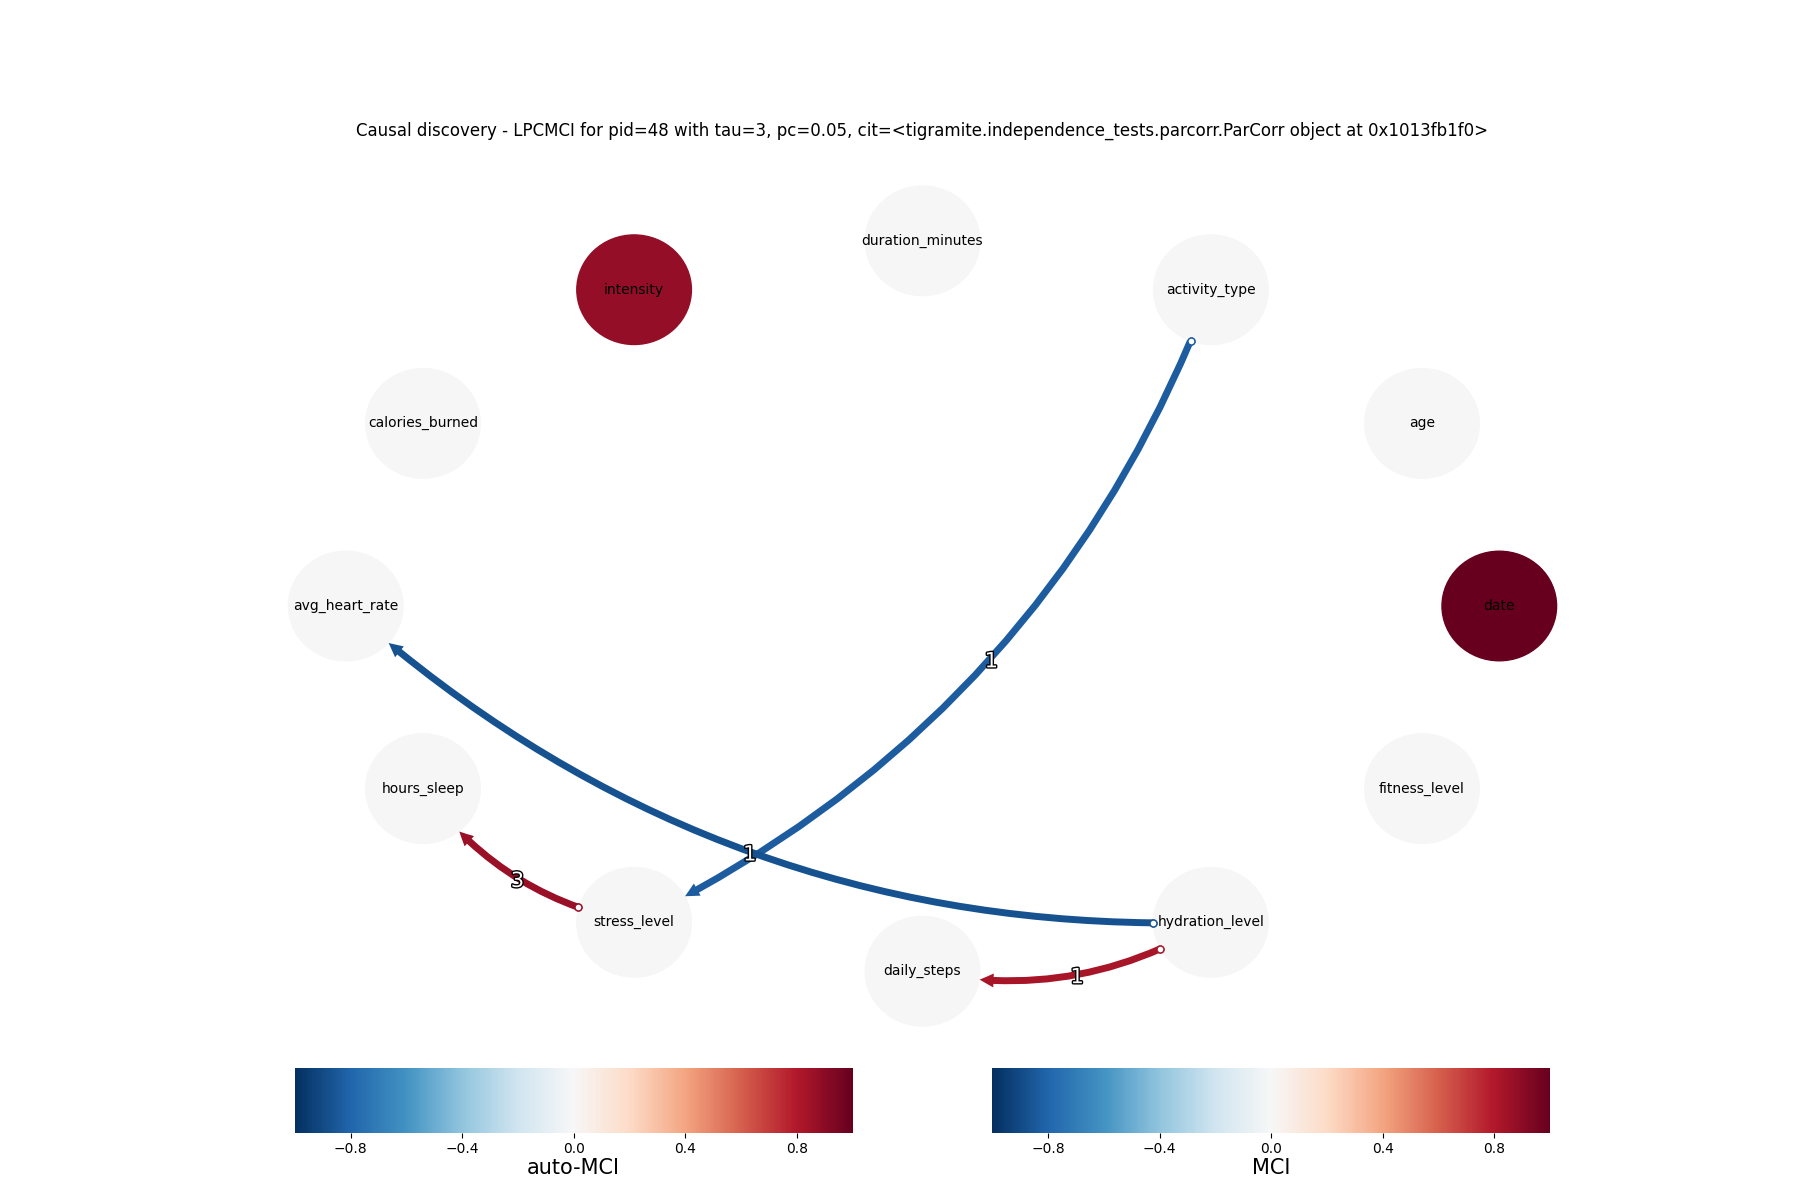 Causal discovery - LPCMCI for pid=48 with tau=3, pc=0.05, cit=<tigramite.independence_tests.parcorr.ParCorr object at 0x1013fb1f0>
duration_minutes
intensity
activity_type
calories_burned
age
avg_heart_rate
date
1
hours_sleep
fitness_level
1
3
stress_level
hydration_level
daily_steps
1
−0.8 −0.4 0.0 0.4 0.8
auto-MCI
−0.8 −0.4 0.0 0.4 0.8
MCI